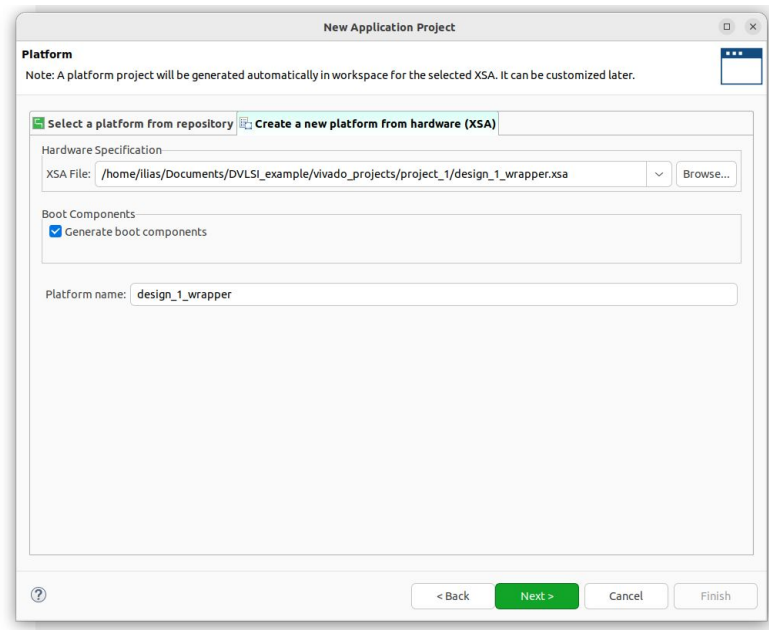 New Application Project
Platform
Note: A platform project will be generated automatically in workspace for the selected XSA. It can be customized later.
Select a platform from repository Create a new platform from hardware (XSA)
Hardware Specification
XSA File: /home/ilias/Documents/DVLSI_example/vivado_projects/project_1/design_1_wrapper.xsa Browse...
Boot Components
Generate boot components
Platform name: design_1_wrapper
? < Back Next > Cancel Finish